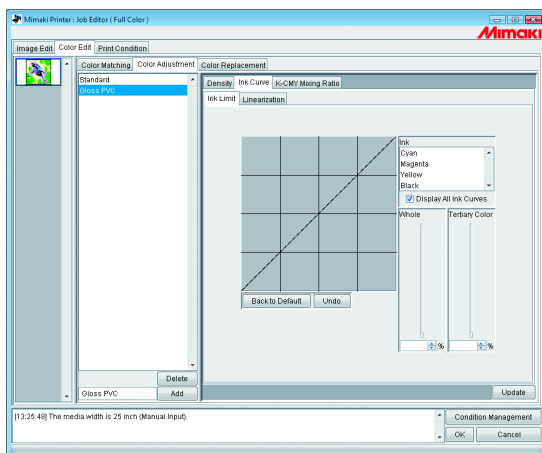 Mimaki Printer : Job Editor ( Full Color )
Mimaki
Image Edit Color Edit Print Condition
Color Matching Color Adjustment Color Replacement
Standard
Gloss PVC
Density Ink Curve K-CMY Mixing Ratio
Ink Limit Linearization
Ink
Cyan
Magenta
Yellow
Black
Display All Ink Curves
Whole Tertiary Color
Back to Default Undo
% %
Delete
Gloss PVC Add
Update
[13:25:48] The media width is 25 inch (Manual Input).
Condition Management
OK Cancel